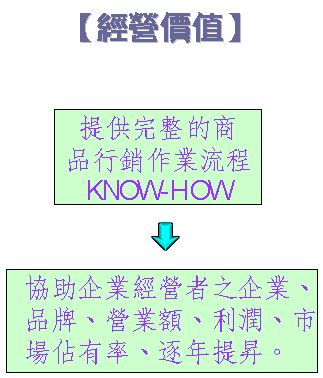 【經營價值】
提供完整的商
品行銷作業流程
KNOW-HOW
協助企業經營者之企業、
品牌、營業額、利潤、市
場佔有率、逐年提昇。